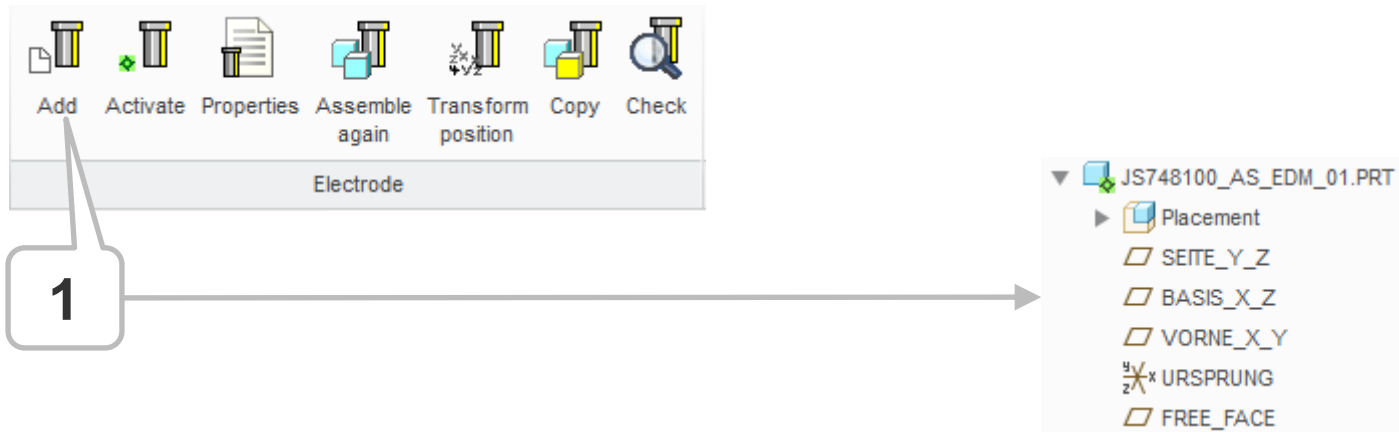 Add Activate Properties Assemble again Transform position Copy Check
Electrode
1
JS748100_AS_EDM_01.PRT
Placement
SEITE_Y_Z
BASIS_X_Z
VORNE_X_Y
URSPRUNG
FREE_FACE